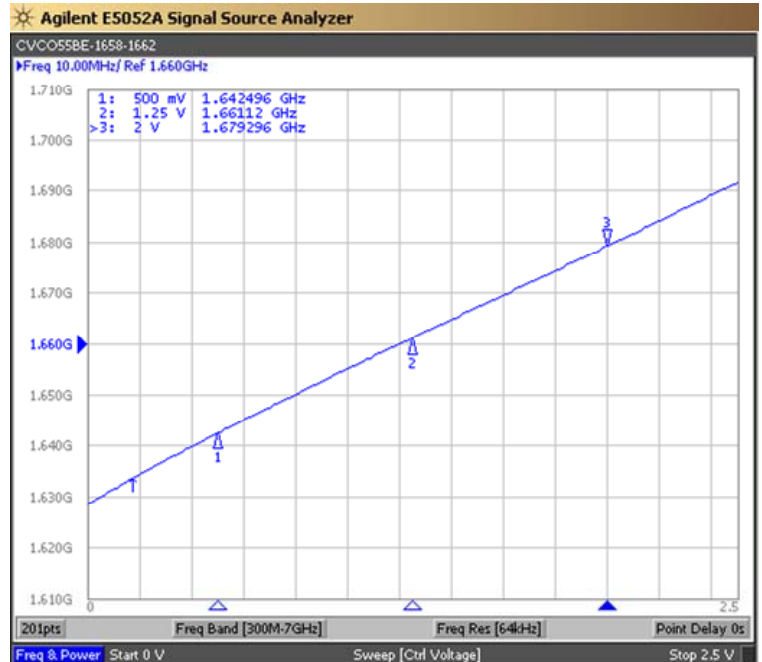 Agilent E5052A Signal Source Analyzer
CVCO55BE-1658-1662
▶Freq 10.00MHz/ Ref 1.660GHz
1.710G
1: 500 mV 1.642496 GHz
2: 1.25 V 1.66112 GHz
>3: 2 V 1.679296 GHz
1.700G
1.690G
3
1.680G
1.670G
1.660G
2
1.650G
1.640G
1
1.630G
1.620G
1.610G
0 2.5
201pts Freq Band [300M-7GHz] Freq Res [64kHz] Point Delay 0s
Freq & Power Start 0 V Sweep [Ctrl Voltage] Stop 2.5 V